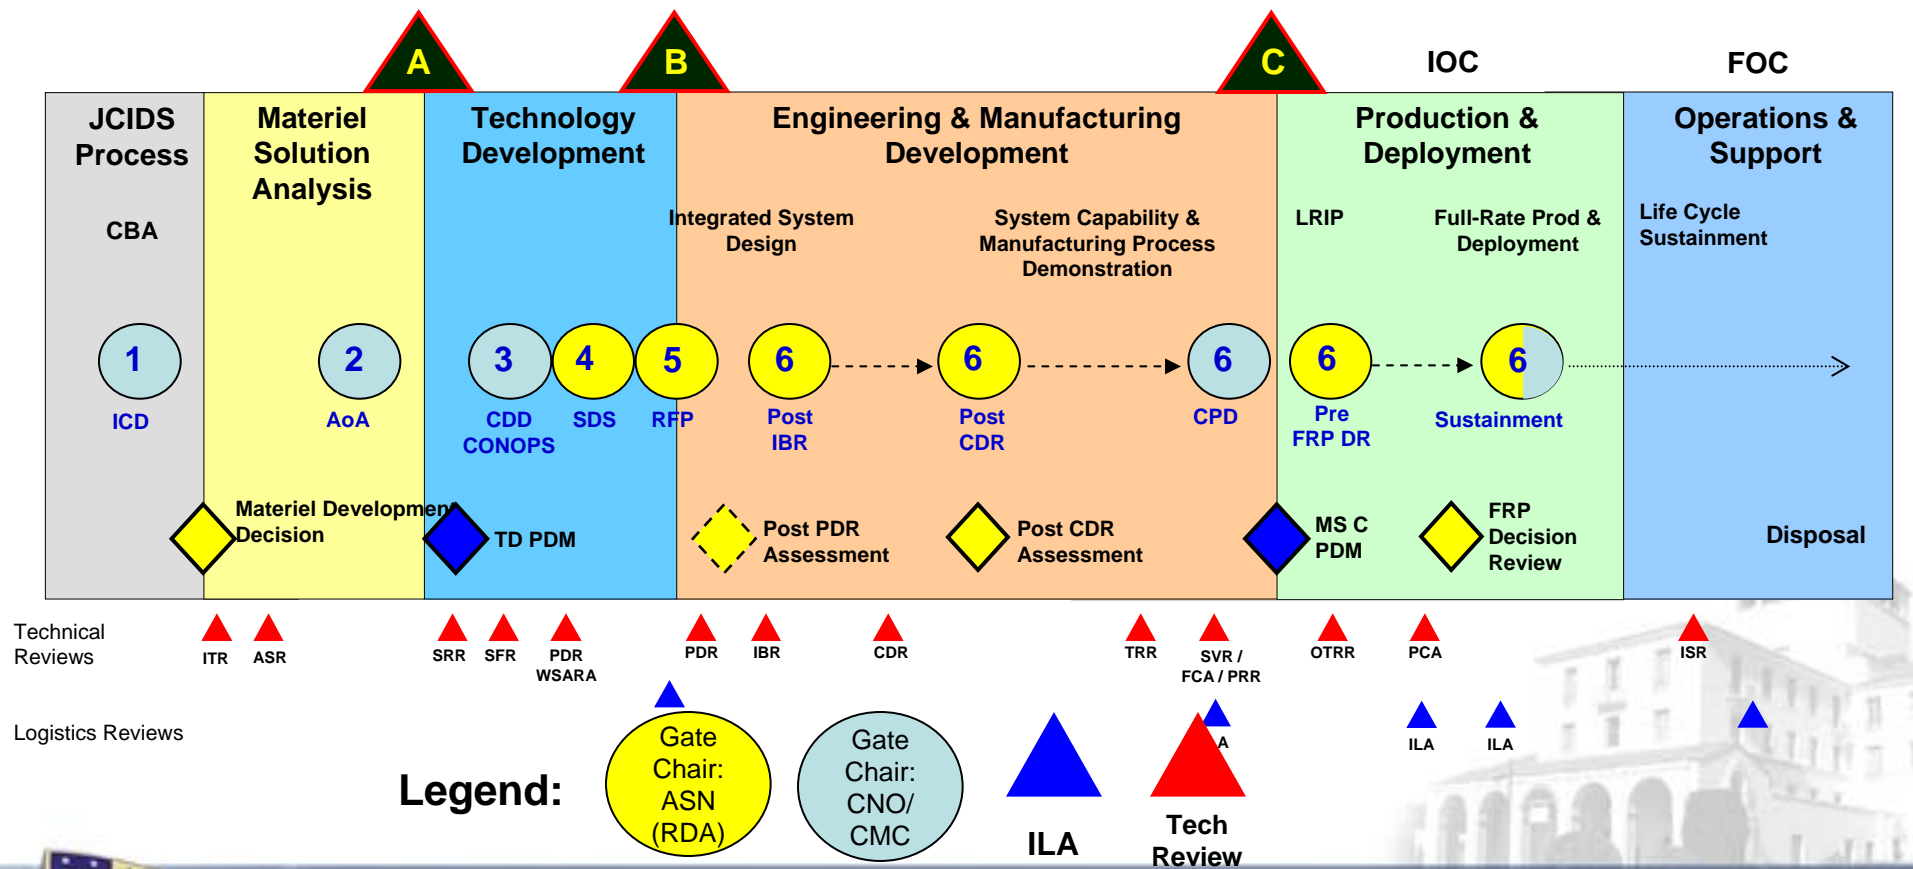 A
B
C
IOC
FOC
JCIDS
Process
Materiel
Solution
Analysis
Technology
Development
Engineering & Manufacturing
Development
Production &
Deployment
Operations &
Support
CBA
Integrated System
Design
System Capability &
Manufacturing Process
Demonstration
LRIP
Full-Rate Prod &
Deployment
Life Cycle
Sustainment
1
2
3
4
5
6
6
6
6
6
ICD
AoA
CDD
CONOPS
SDS
RFP
Post
IBR
Post
CDR
CPD
Pre
FRP DR
Sustainment
Materiel Development
Decision
TD PDM
Post PDR
Assessment
Post CDR
Assessment
MS C
PDM
FRP
Decision
Review
Disposal
Technical
Reviews
ITR
ASR
SRR
SFR
PDR
WSARA
PDR
IBR
CDR
TRR
SVR /
FCA / PRR
OTRR
PCA
ISR
Logistics Reviews
A
ILA
ILA
Legend:
Gate
Chair:
ASN
(RDA)
Gate
Chair:
CNO/
CMC
ILA
Tech
Review